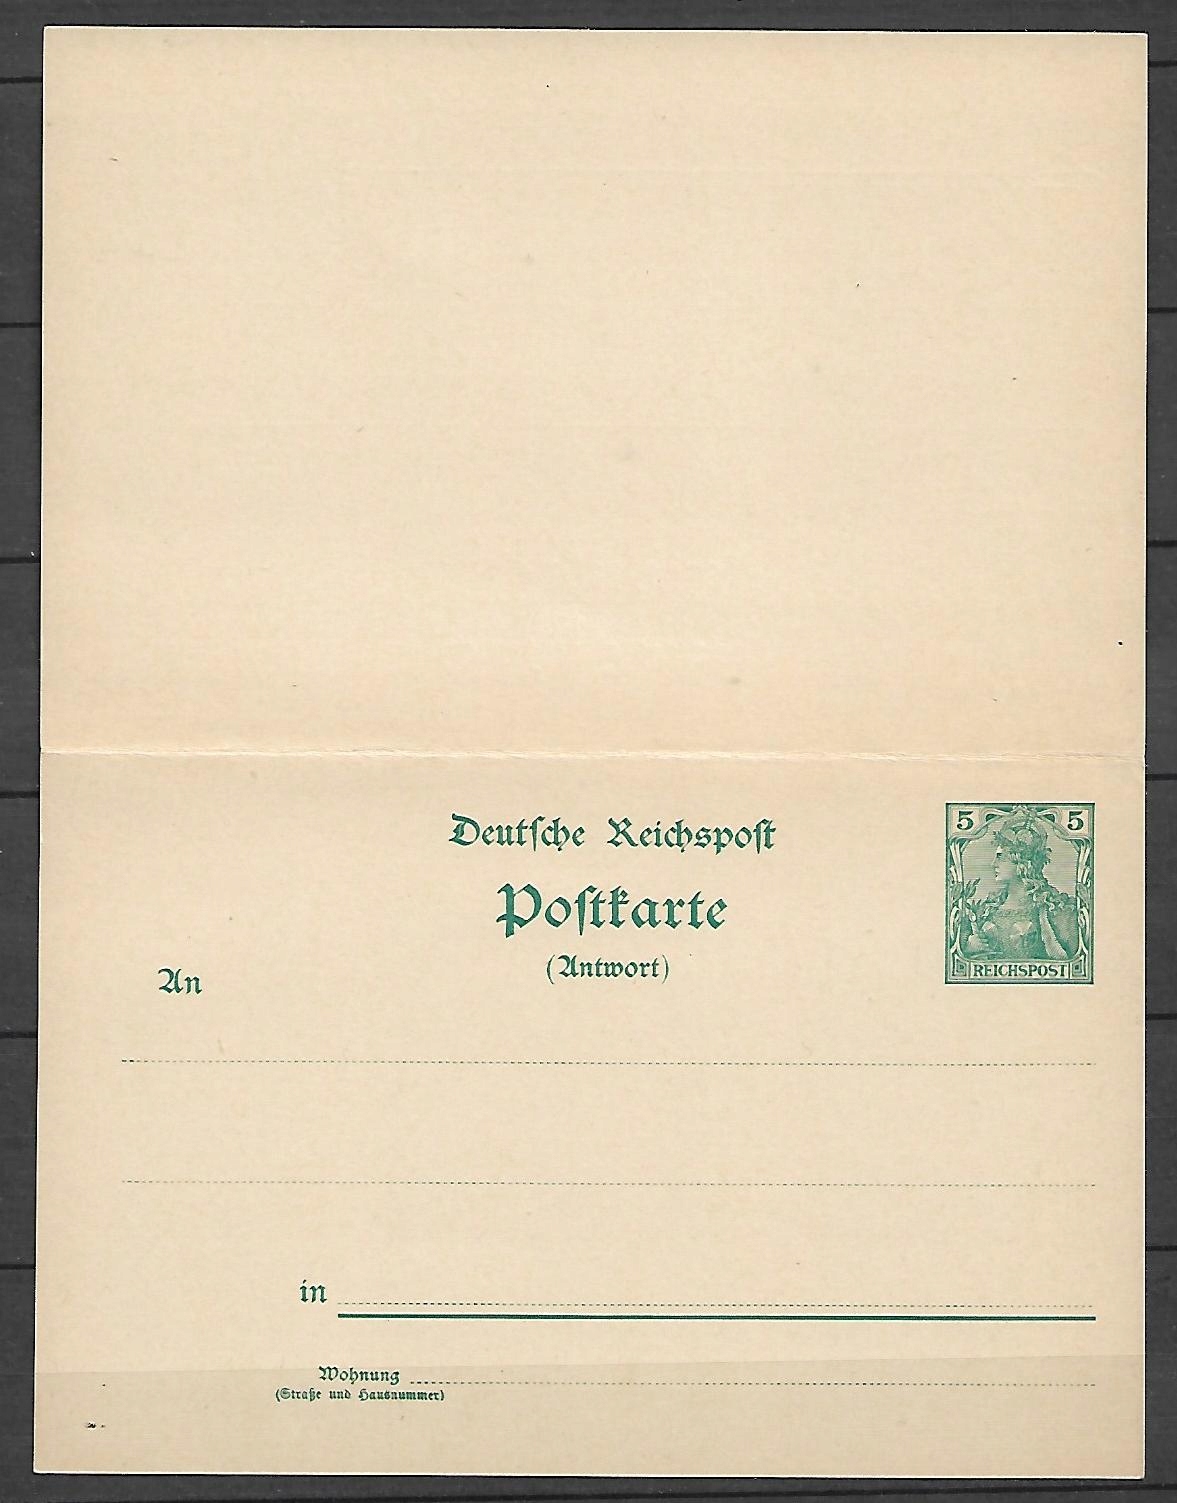 Deutsche Reichspost
5 5
Postkarte
(Antwort)
REICHSPOST
An
in
Wohnung
(Straße und Hausnummer)